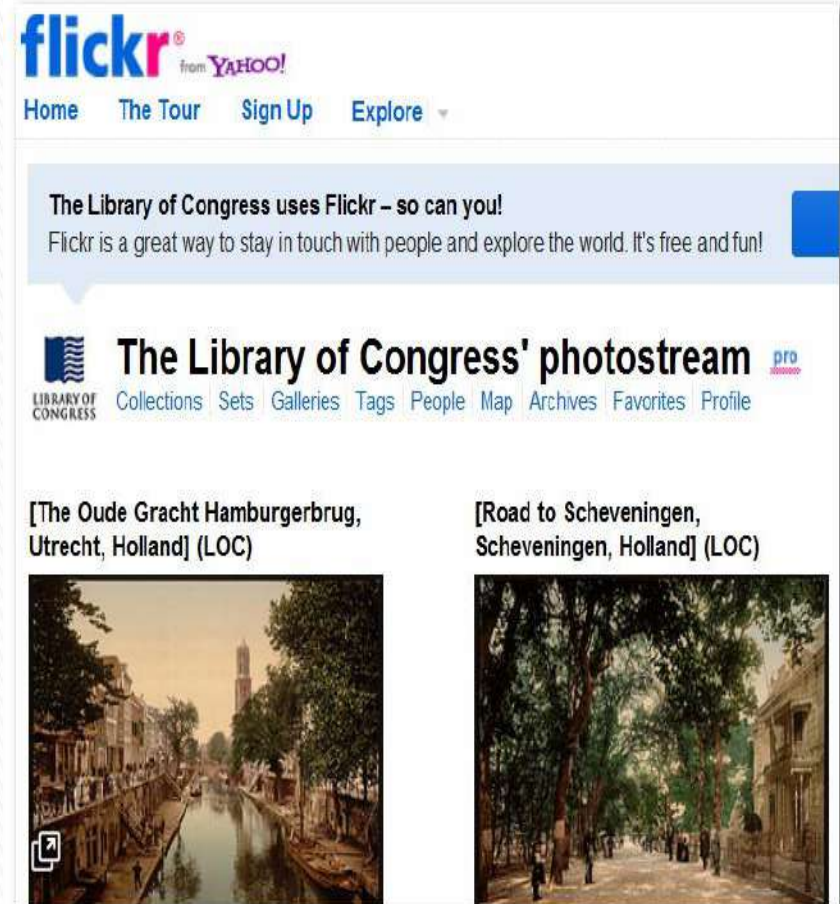 flickr® from YAHOO!
Home The Tour Sign Up Explore
The Library of Congress uses Flickr – so can you!
Flickr is a great way to stay in touch with people and explore the world. It's free and fun!
The Library of Congress' photostream pro
LIBRARY OF
CONGRESS
Collections Sets Galleries Tags People Map Archives Favorites Profile
[The Oude Gracht Hamburgerbrug,
Utrecht, Holland] (LOC)
[Road to Scheveningen,
Scheveningen, Holland] (LOC)